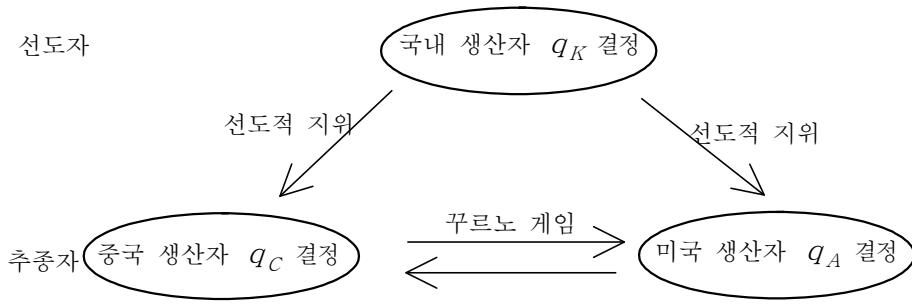 선도자
국내 생산자 q_K 결정
선도적 지위
선도적 지위
꾸르노 게임
추종자
중국 생산자 q_C 결정
미국 생산자 q_A 결정